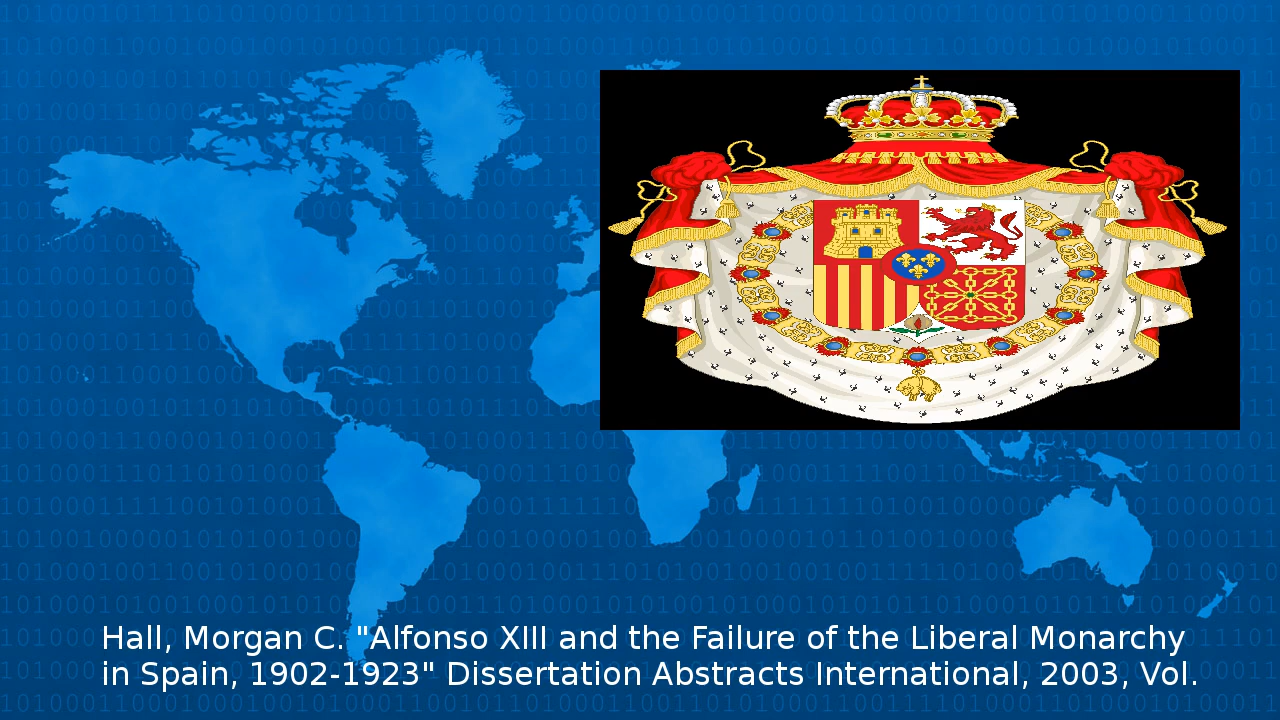 Hall, Morgan C. "Alfonso XIII and the Failure of the Liberal Monarchy
in Spain, 1902-1923" Dissertation Abstracts International, 2003, Vol.